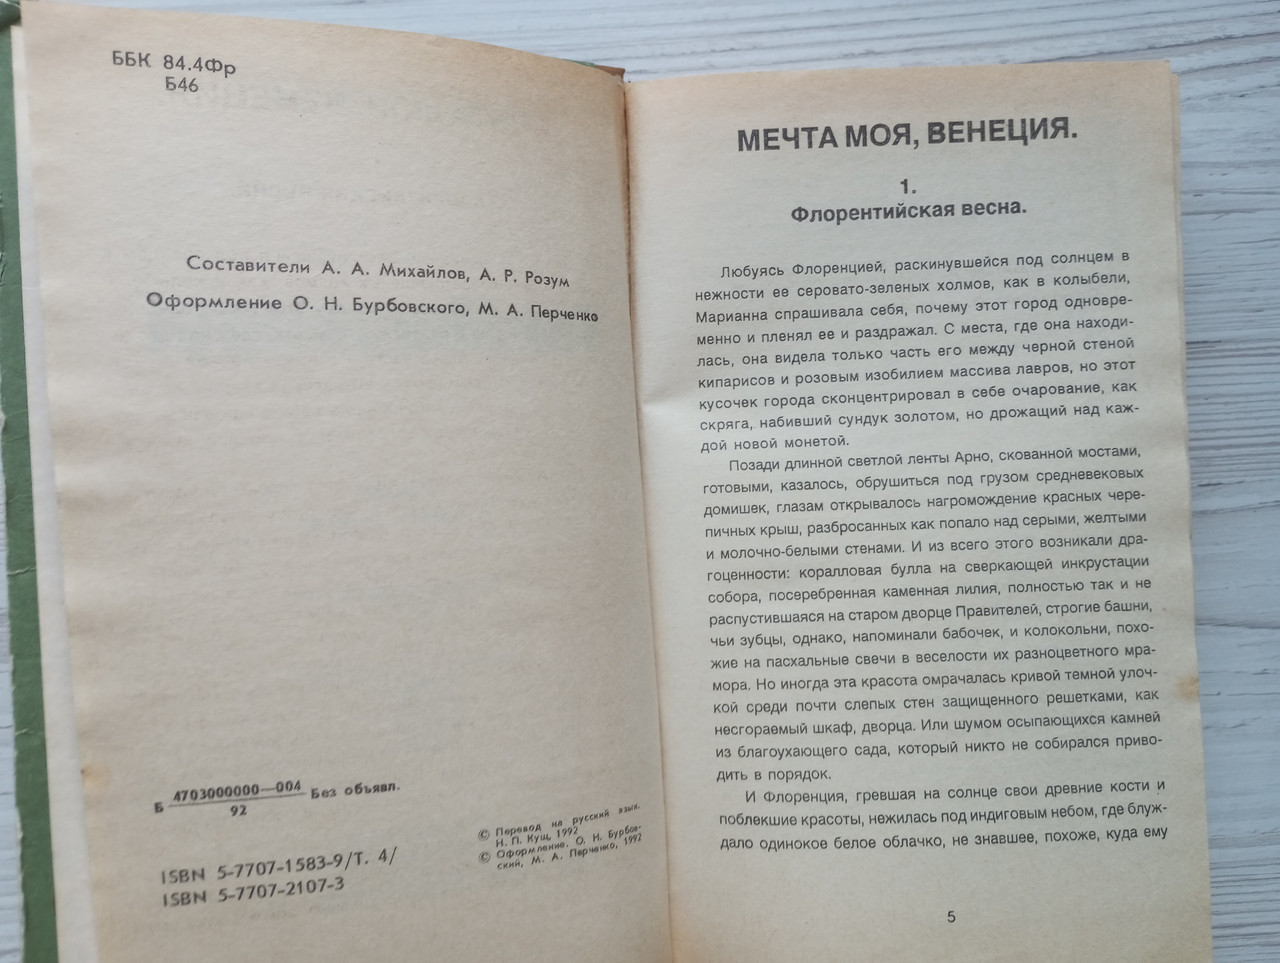 ББК 84.4Фр
Б46
Составители А. А. Михайлов, А. Р. Розум
Оформление О. Н. Бурбовского, М. А. Перченко
Б 4703000000—004 Без объявл.
92
ISBN 5-7707-1583-9/Т. 4/
ISBN 5-7707-2107-3
© Перевод на русский язык.
Н. П. Кущ, 1992
© Оформление. О. Н. Бурбов-
ский, М. А. Перченко, 1992
МЕЧТА МОЯ, ВЕНЕЦИЯ.
1.
Флорентийская весна.
Любуясь Флоренцией, раскинувшейся под солнцем в
нежности ее серовато-зеленых холмов, как в колыбели,
Марианна спрашивала себя, почему этот город одновре-
менно и пленял ее и раздражал. С места, где она находи-
лась, она видела только часть его между черной стеной
кипарисов и розовым изобилием массива лавров, но этот
кусочек города сконцентрировал в себе очарование, как
скряга, набивший сундук золотом, но дрожащий над каж-
дой новой монетой.
Позади длинной светлой ленты Арно, скованной мостами,
готовыми, казалось, обрушиться под грузом средневековых
домишек, глазам открывалось нагромождение красных чере-
пичных крыш, разбросанных как попало над серыми, желтыми
и молочно-белыми стенами. И из всего этого возникали дра-
гоценности: коралловая булла на сверкающей инкрустации
собора, посеребренная каменная лилия, полностью так и не
распустившаяся на старом дворце Правителей, строгие башни,
чьи зубцы, однако, напоминали бабочек, и колокольни, похо-
жие на пасхальные свечи в веселости их разноцветного мра-
мора. Но иногда эта красота омрачалась кривой темной улоч-
кой среди почти слепых стен защищенного решетками, как
несгораемый шкаф, дворца. Или шумом осыпающихся камней
из благоухающего сада, который никто не собирался приво-
дить в порядок.
И Флоренция, гревшая на солнце свои древние кости и
поблекшие красоты, нежилась под индиговым небом, где блуж-
дало одинокое белое облачко, не знавшее, похоже, куда ему
5